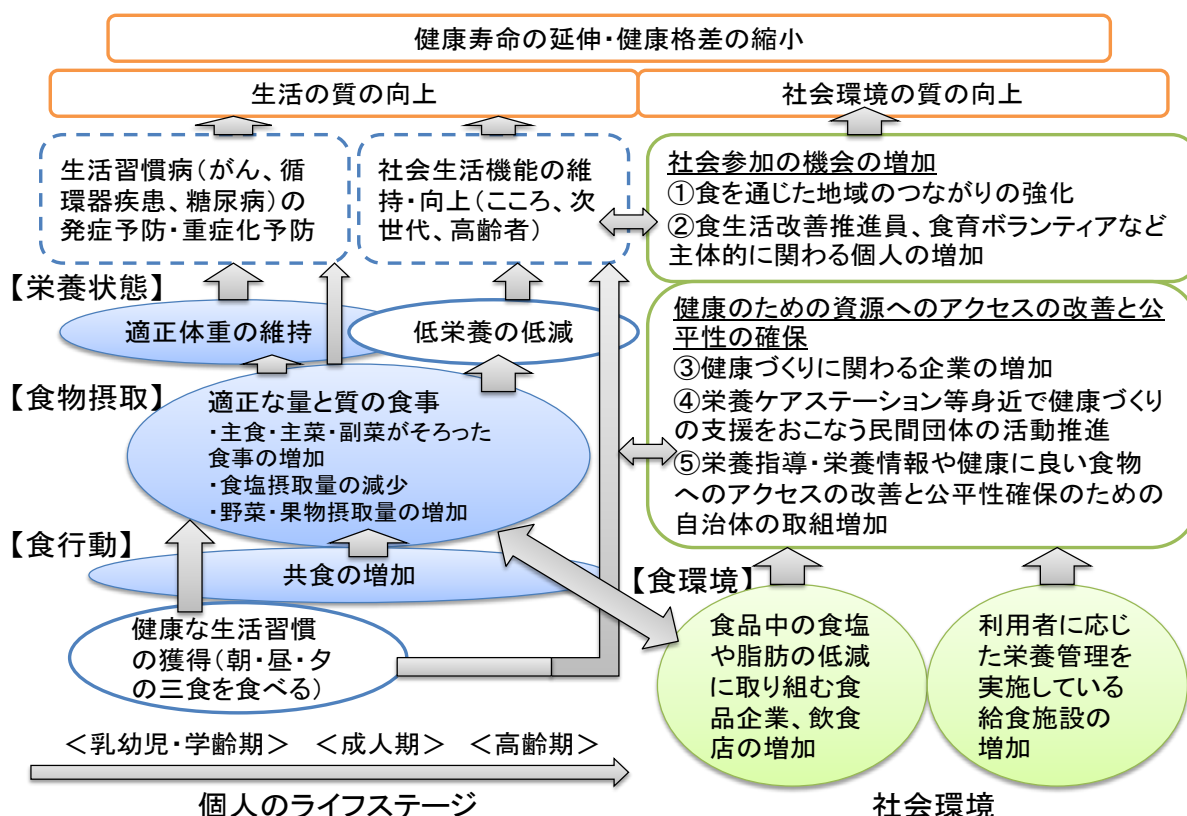 健康寿命の延伸・健康格差の縮小
生活の質の向上
社会環境の質の向上
生活習慣病(がん、循
環器疾患、糖尿病)の
発症予防・重症化予防
社会生活機能の維
持・向上(こころ、次
世代、高齢者)
社会参加の機会の増加
①食を通じた地域のつながりの強化
②食生活改善推進員、食育ボランティアなど
主体的に関わる個人の増加
【栄養状態】
適正体重の維持
低栄養の低減
健康のための資源へのアクセスの改善と公
平性の確保
③健康づくりに関わる企業の増加
④栄養ケアステーション等身近で健康づくり
の支援をおこなう民間団体の活動推進
⑤栄養指導・栄養情報や健康に良い食物
へのアクセスの改善と公平性確保のための
自治体の取組増加
【食物摂取】
適正な量と質の食事
・主食・主菜・副菜がそろった
食事の増加
・食塩摂取量の減少
・野菜・果物摂取量の増加
【食行動】
共食の増加
健康な生活習慣
の獲得(朝・昼・夕
の三食を食べる)
【食環境】
食品中の食塩
や脂肪の低減
に取り組む食
品企業、飲食
店の増加
利用者に応じ
た栄養管理を
実施している
給食施設の
増加
＜乳幼児・学齢期＞ ＜成人期＞ ＜高齢期＞
個人のライフステージ
社会環境